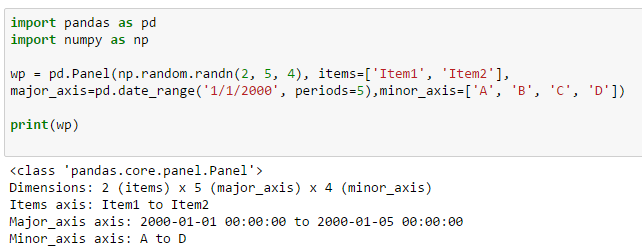 import pandas as pd
import numpy as np
wp = pd.Panel(np.random.randn(2, 5, 4), items=['Item1', 'Item2'],
major_axis=pd.date_range('1/1/2000', periods=5),minor_axis=['A', 'B', 'C', 'D'])
print(wp)
<class 'pandas.core.panel.Panel'>
Dimensions: 2 (items) x 5 (major_axis) x 4 (minor_axis)
Items axis: Item1 to Item2
Major_axis axis: 2000-01-01 00:00:00 to 2000-01-05 00:00:00
Minor_axis axis: A to D